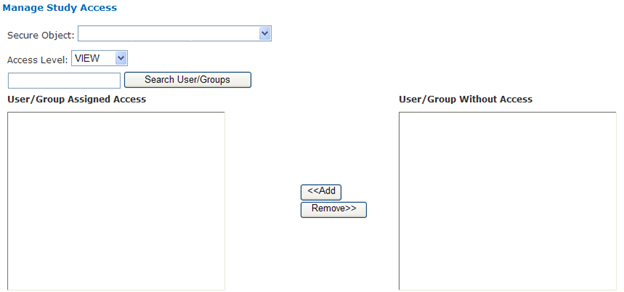 Manage Study Access
Secure Object:
Access Level: VIEW
Search User/Groups
User/Group Assigned Access User/Group Without Access
<<Add
Remove>>